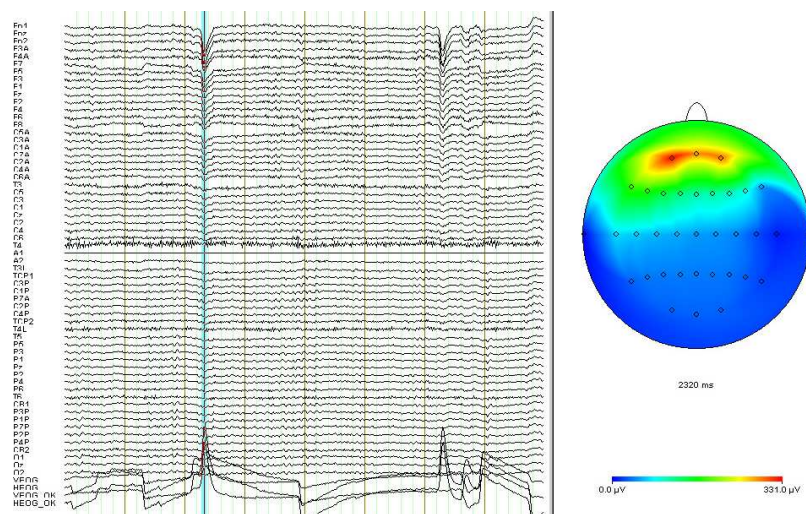 Fp1
Fpz
Fp2
F3A
F4A
F7
F5
F3
F1
Fz
F2
F4
F6
F8
C5A
C3A
C1A
CZA
C2A
C4A
C6A
T3
C5
C3
C1
Cz
C2
C4
C6
T4
A1
A2
T3L
TCP1
C3P
C1P
PZA
C2P
C4P
TCP2
T4L
T5
P5
P3
P1
Pz
P2
P4
P6
T6
CB1
P3P
P1P
PZP
P2P
P4P
CB2
O1
Oz
O2
VEOG
HEOG
VEOG_OK
HEOG_OK
2320 ms
0.0 µV 331.0 µV